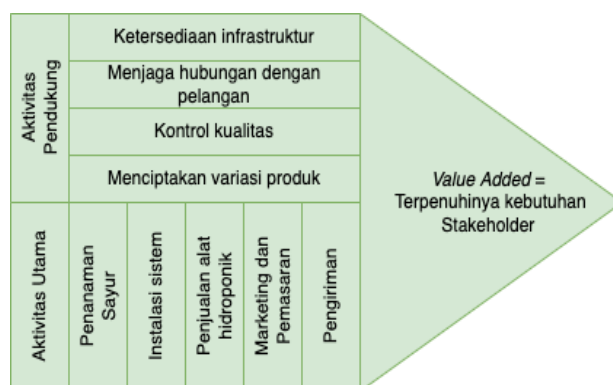 Aktivitas
Pendukung
Ketersediaan infrastruktur
Menjaga hubungan dengan
pelangan
Kontrol kualitas
Menciptakan variasi produk
Aktivitas Utama
Penanaman
Sayur
Instalasi sistem
Penjualan alat
hidroponik
Marketing dan
Pemasaran
Pengiriman
Value Added =
Terpenuhinya kebutuhan
Stakeholder